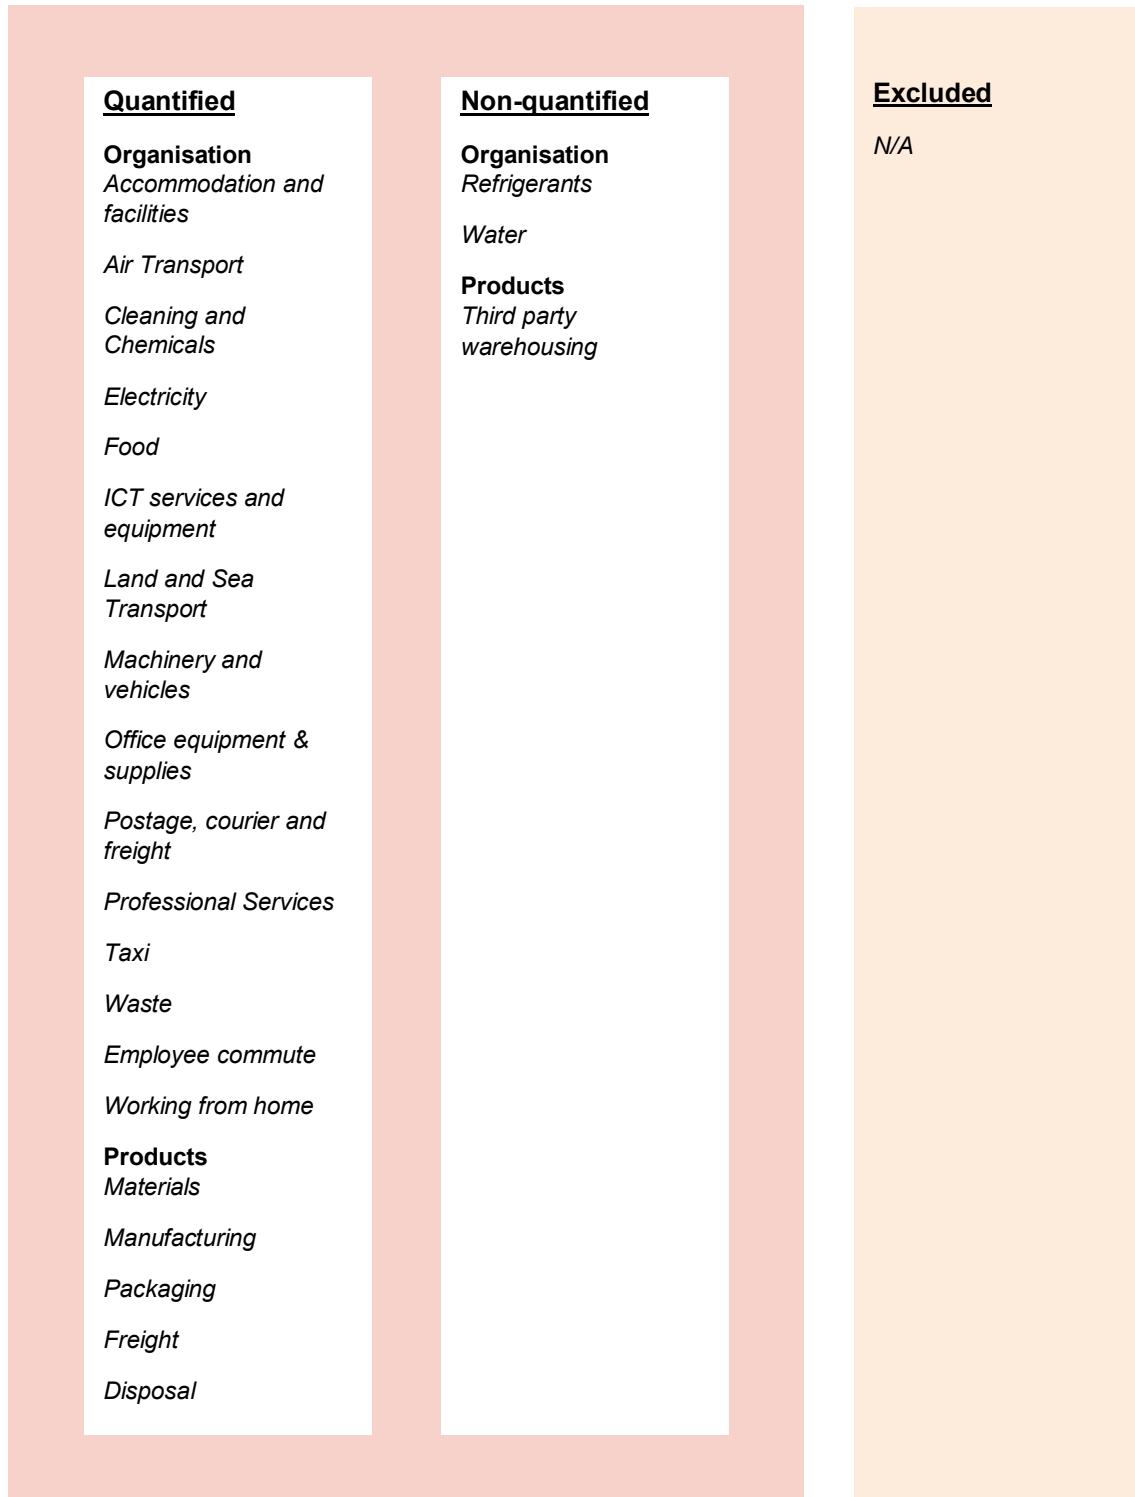 Quantified
Organisation
Accommodation and
facilities
Air Transport
Cleaning and
Chemicals
Electricity
Food
ICT services and
equipment
Land and Sea
Transport
Machinery and
vehicles
Office equipment &
supplies
Postage, courier and
freight
Professional Services
Taxi
Waste
Employee commute
Working from home
Products
Materials
Manufacturing
Packaging
Freight
Disposal
Non-quantified
Organisation
Refrigerants
Water
Products
Third party
warehousing
Excluded
N/A